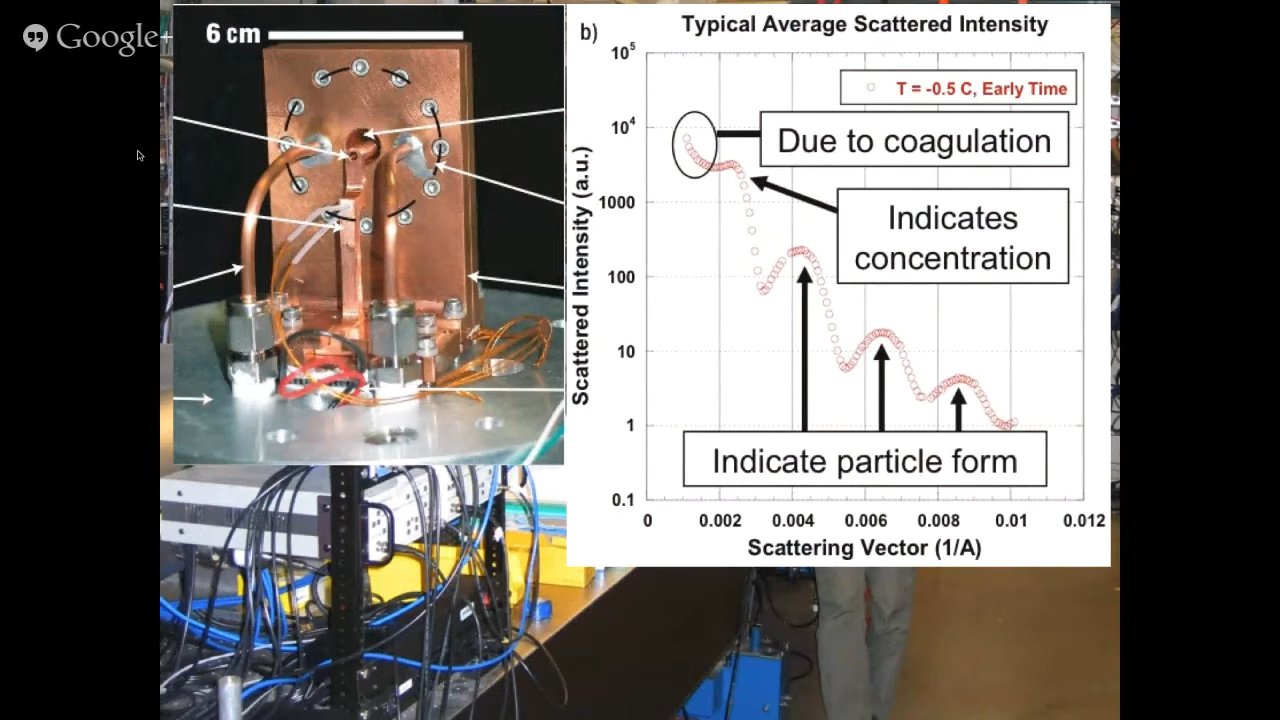 Google+
6 cm
b)
Typical Average Scattered Intensity
10^5
T = -0.5 C, Early Time
10^4
Due to coagulation
1000
Indicates
concentration
100
10
1
Indicate particle form
0.1
0
0.002
0.004
0.006
0.008
0.01
0.012
Scattered Intensity (a.u.)
Scattering Vector (1/A)